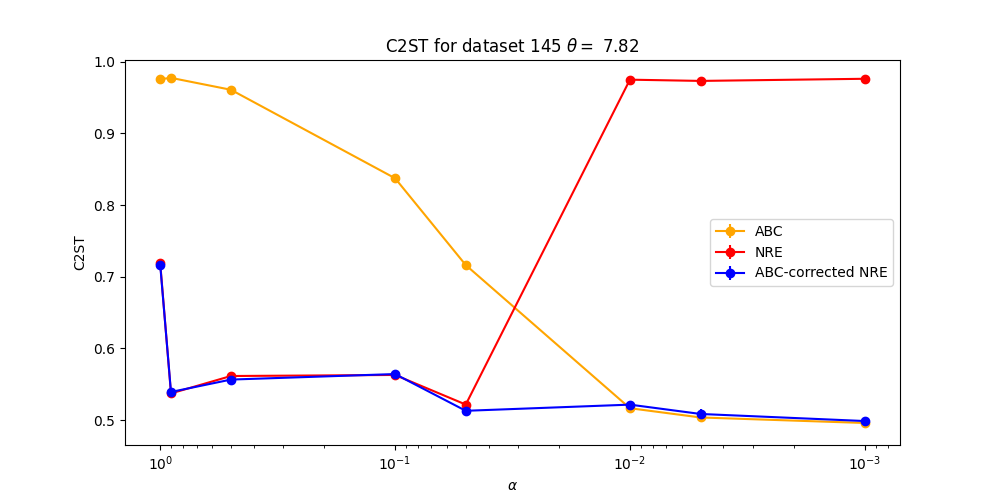 C2ST for dataset 145 θ = 7.82
C2ST
1.0
0.9
0.8
0.7
0.6
0.5
ABC
NRE
ABC-corrected NRE
10⁰
10⁻¹
10⁻²
10⁻³
α